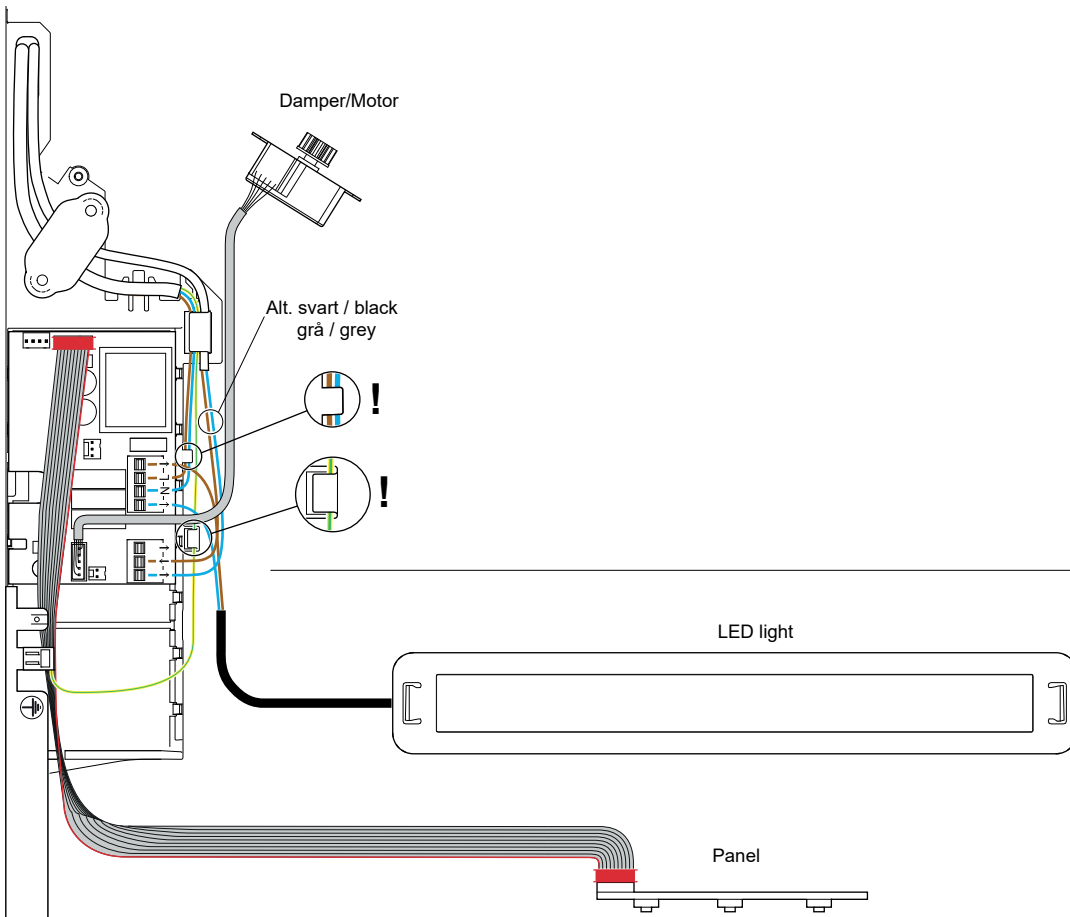 Damper/Motor
Alt. svart / black
grå / grey
!
L
N
!
LED light
Panel